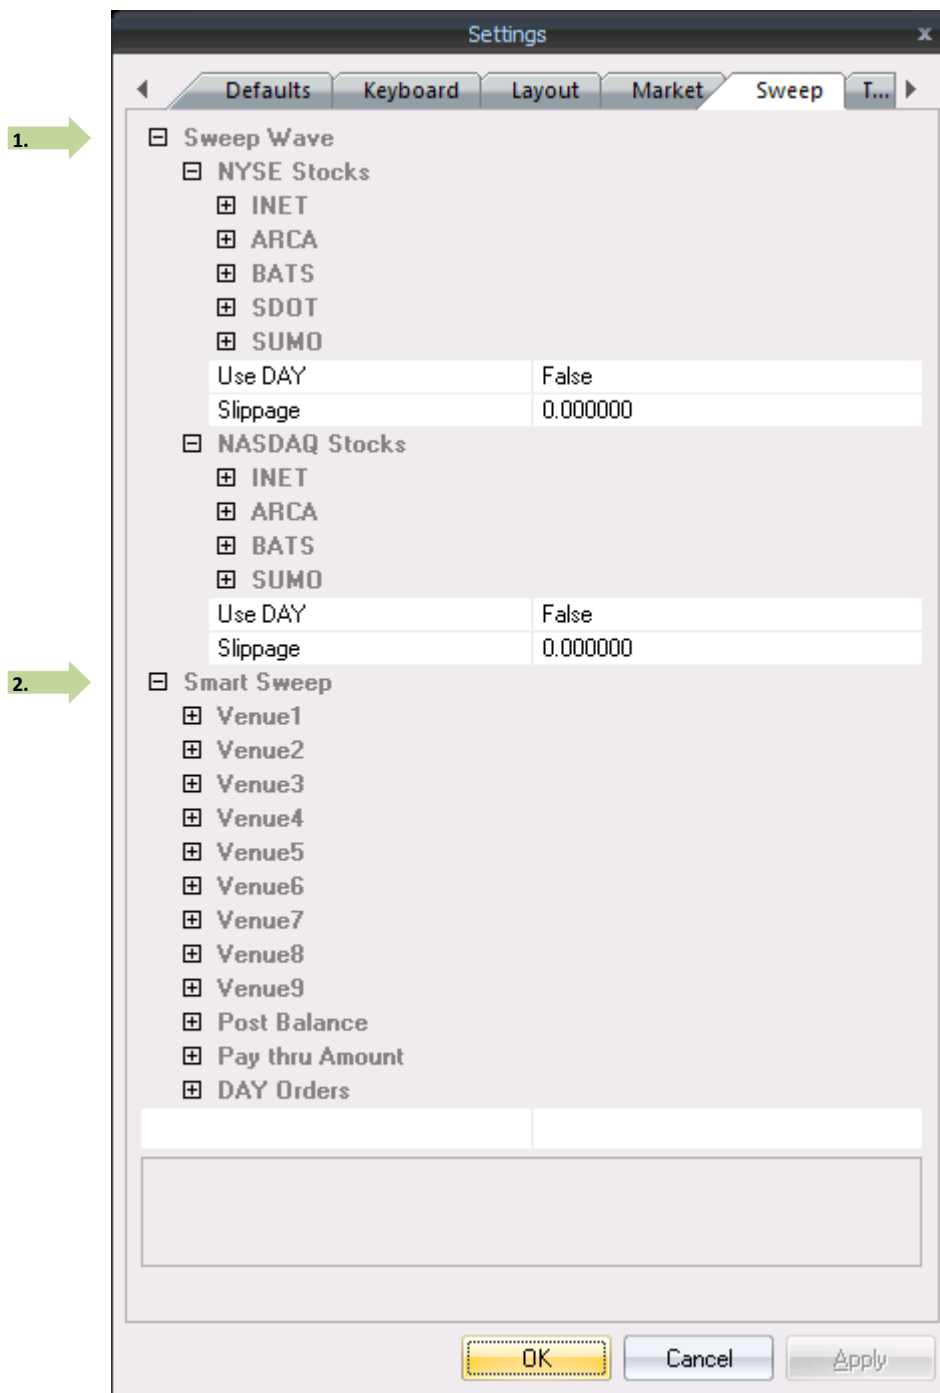 Settings x
Defaults Keyboard Layout Market Sweep T...
1. Sweep Wave
NYSE Stocks
INET
ARCA
BATS
SDOT
SUMO
Use DAY False
Slippage 0.000000
NASDAQ Stocks
INET
ARCA
BATS
SUMO
Use DAY False
Slippage 0.000000
2. Smart Sweep
Venue1
Venue2
Venue3
Venue4
Venue5
Venue6
Venue7
Venue8
Venue9
Post Balance
Pay thru Amount
DAY Orders
OK Cancel Apply